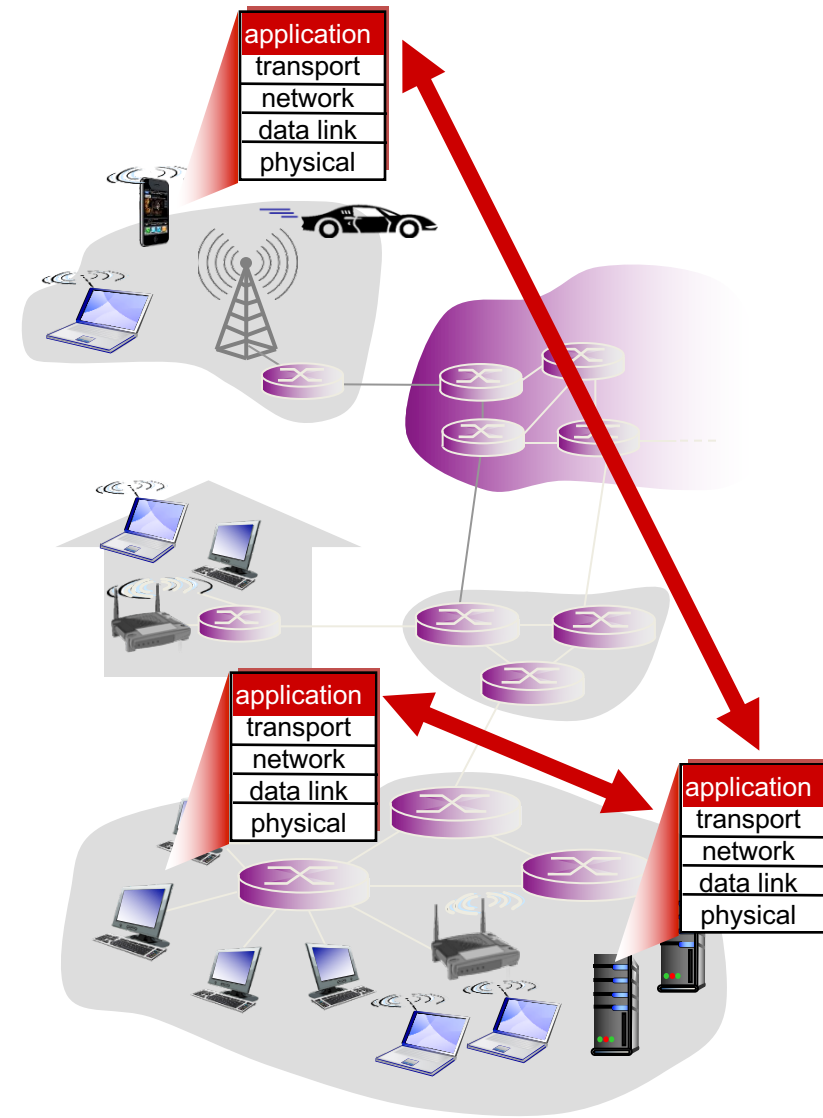 application
transport
network
data link
physical
application
transport
network
data link
physical
application
transport
network
data link
physical